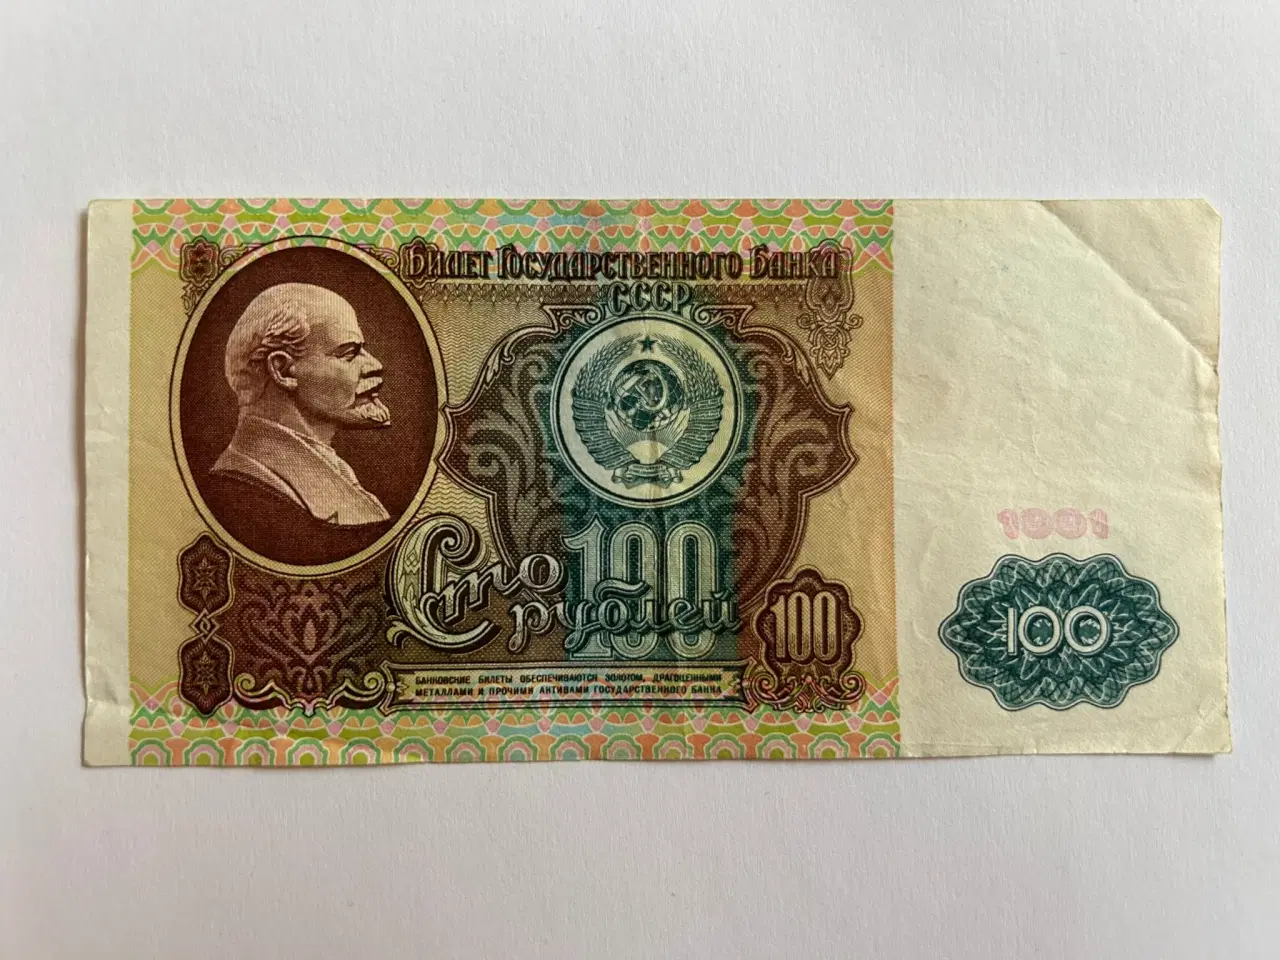 Билет Государственного Банка
СССР
Сто 100
рублей
100
БАНКОВСКИЕ БИЛЕТЫ ОБЕСПЕЧИВАЮТСЯ ЗОЛОТОМ, ДРАГОЦЕННЫМИ
МЕТАЛЛАМИ И ПРОЧИМИ АКТИВАМИ ГОСУДАРСТВЕННОГО БАНКА
1991
100